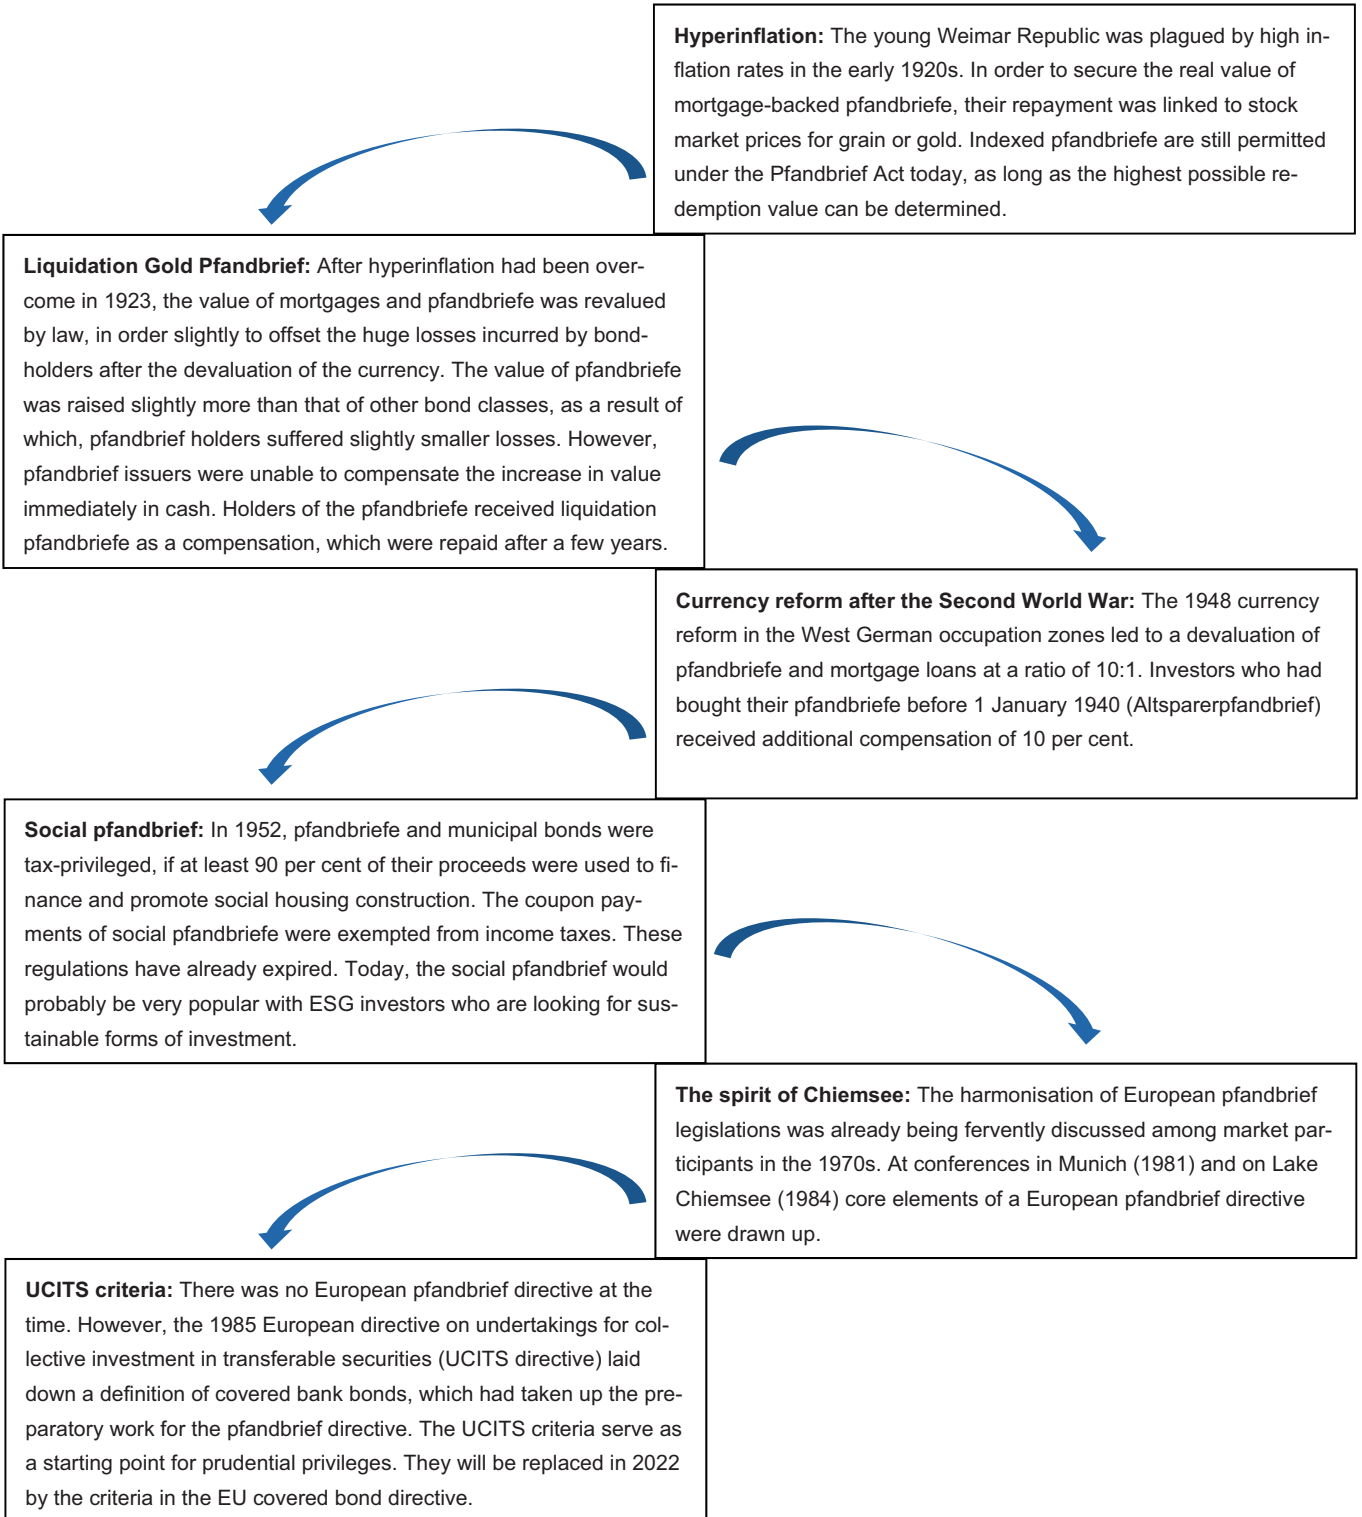 Hyperinflation: The young Weimar Republic was plagued by high in-
flation rates in the early 1920s. In order to secure the real value of
mortgage-backed pfandbriefe, their repayment was linked to stock
market prices for grain or gold. Indexed pfandbriefe are still permitted
under the Pfandbrief Act today, as long as the highest possible re-
demption value can be determined.
Liquidation Gold Pfandbrief: After hyperinflation had been over-
come in 1923, the value of mortgages and pfandbriefe was revalued
by law, in order slightly to offset the huge losses incurred by bond-
holders after the devaluation of the currency. The value of pfandbriefe
was raised slightly more than that of other bond classes, as a result of
which, pfandbrief holders suffered slightly smaller losses. However,
pfandbrief issuers were unable to compensate the increase in value
immediately in cash. Holders of the pfandbriefe received liquidation
pfandbriefe as a compensation, which were repaid after a few years.
Currency reform after the Second World War: The 1948 currency
reform in the West German occupation zones led to a devaluation of
pfandbriefe and mortgage loans at a ratio of 10:1. Investors who had
bought their pfandbriefe before 1 January 1940 (Altsparerpfandbrief)
received additional compensation of 10 per cent.
Social pfandbrief: In 1952, pfandbriefe and municipal bonds were
tax-privileged, if at least 90 per cent of their proceeds were used to fi-
nance and promote social housing construction. The coupon pay-
ments of social pfandbriefe were exempted from income taxes. These
regulations have already expired. Today, the social pfandbrief would
probably be very popular with ESG investors who are looking for sus-
tainable forms of investment.
The spirit of Chiemsee: The harmonisation of European pfandbrief
legislations was already being fervently discussed among market par-
ticipants in the 1970s. At conferences in Munich (1981) and on Lake
Chiemsee (1984) core elements of a European pfandbrief directive
were drawn up.
UCITS criteria: There was no European pfandbrief directive at the
time. However, the 1985 European directive on undertakings for col-
lective investment in transferable securities (UCITS directive) laid
down a definition of covered bank bonds, which had taken up the pre-
paratory work for the pfandbrief directive. The UCITS criteria serve as
a starting point for prudential privileges. They will be replaced in 2022
by the criteria in the EU covered bond directive.